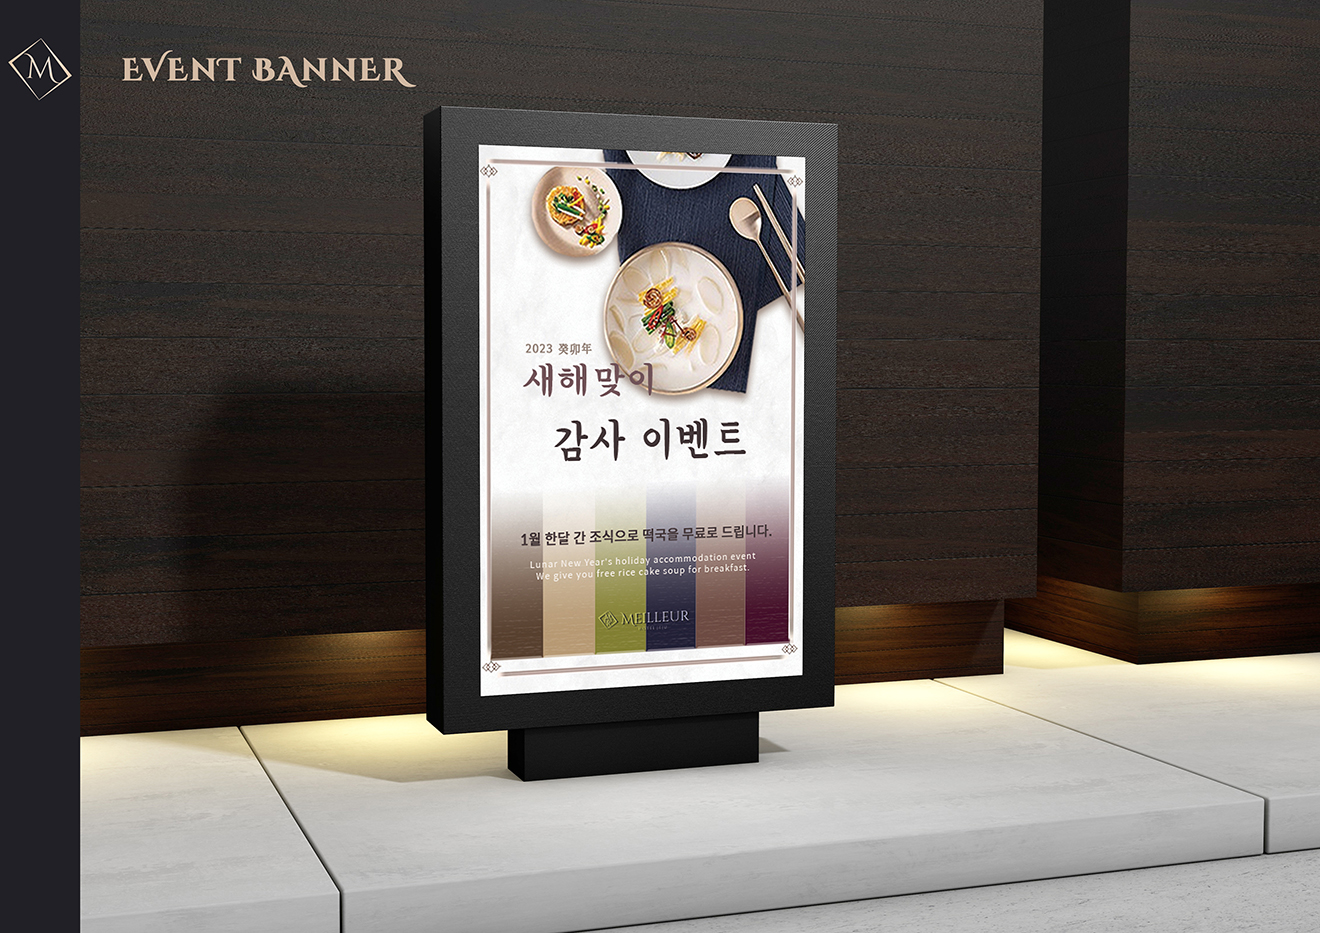 M
EVENT BANNER
2023 癸卯年
새해맞이
감사 이벤트
1월 한달 간 조식으로 떡국을 무료로 드립니다.
Lunar New Year's holiday accommodation event
We give you free rice cake soup for breakfast.
MEILLEUR